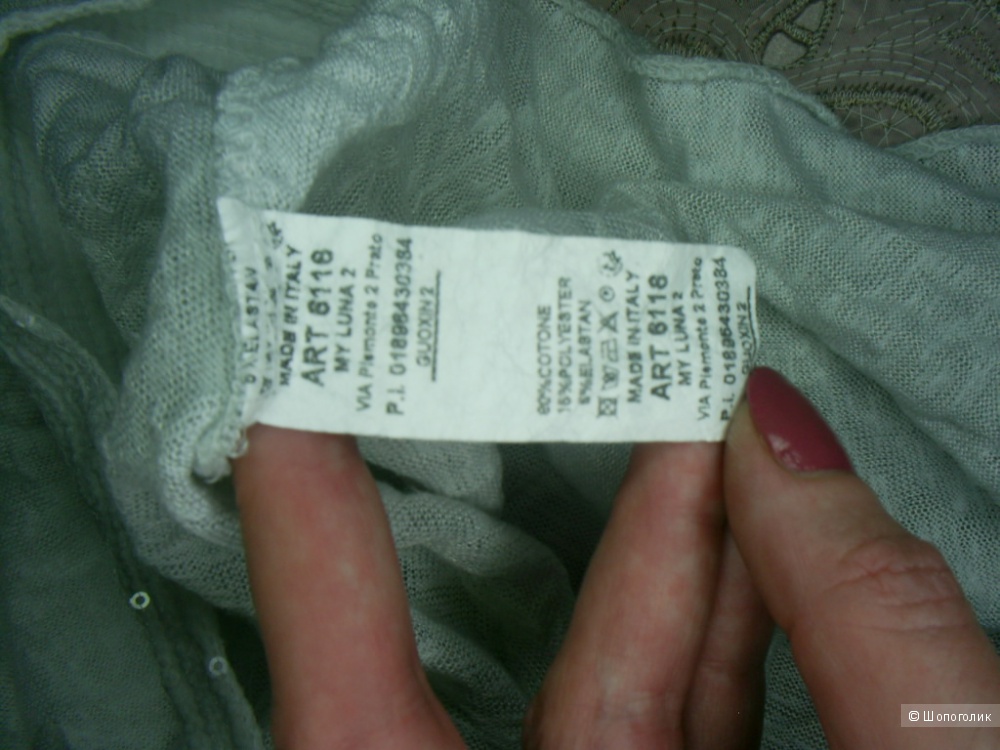 ELASTAN
MADE IN ITALY
ART 6116
MY LUNA 2
VIA Piemonte 2 Prato
P.I. 01896430384
GUOXIN 2
80%COTONE
15%POLYESTER
5%ELASTAN
MADE IN ITALY
ART 6116
MY LUNA 2
VIA Piemonte 2 Prato
P.I. 01896430384
GUOXIN 2
© Шопоголик